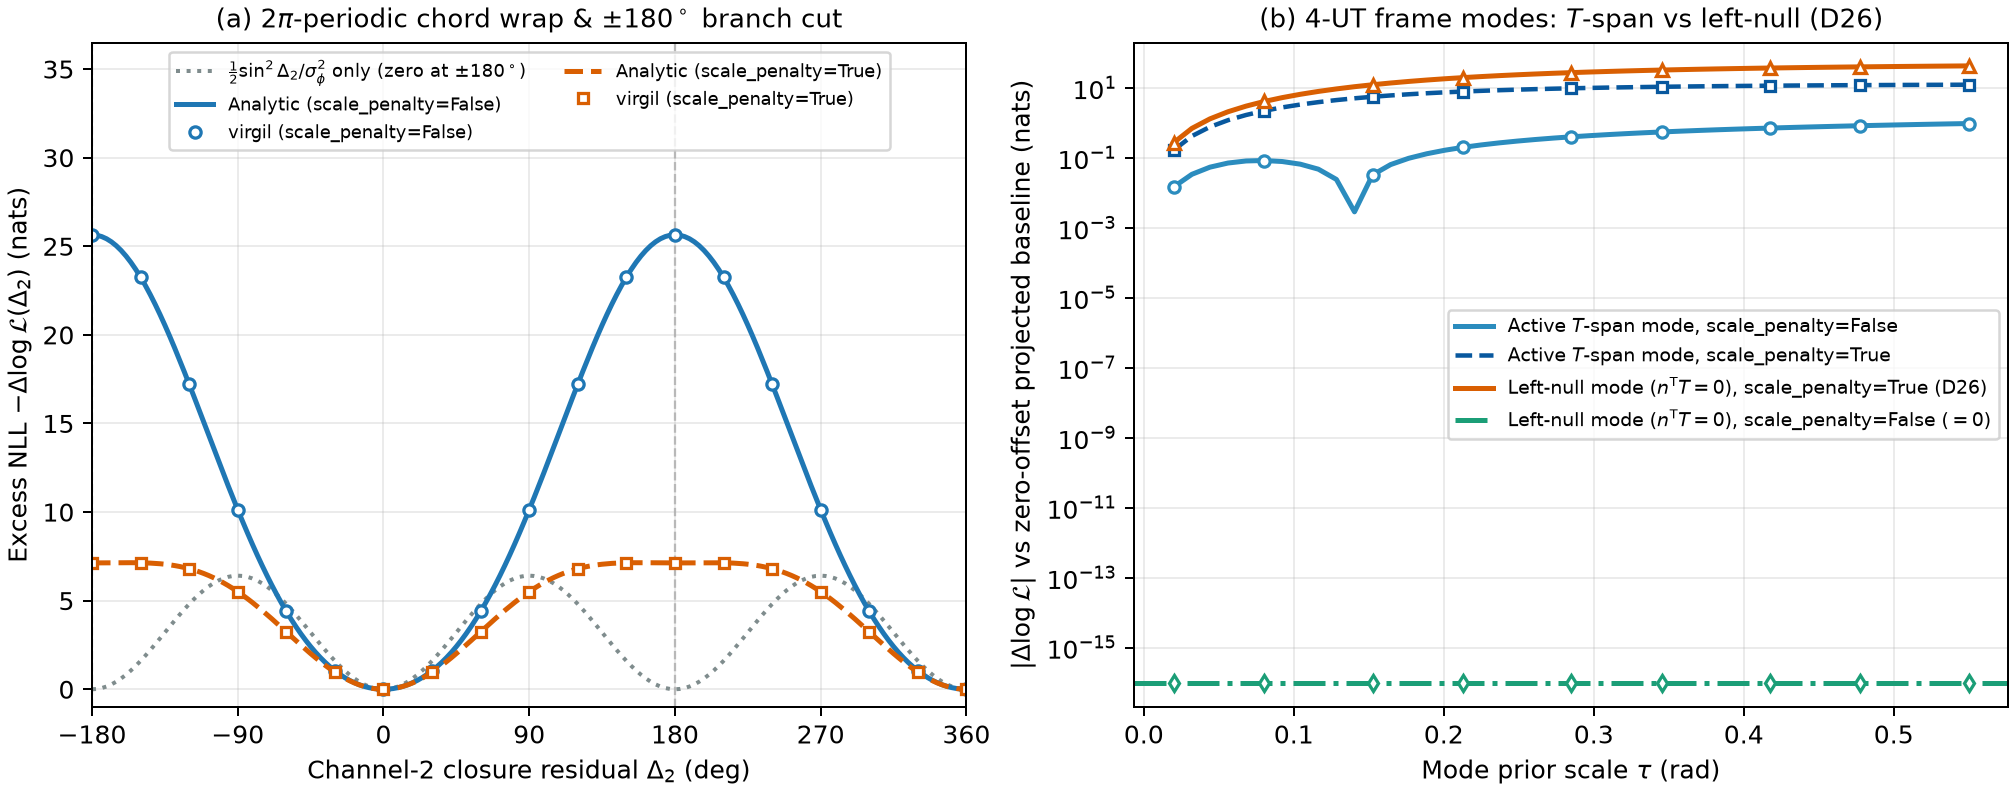 (a) 2π-periodic chord wrap & ±180° branch cut
½sin² Δ₂/σ²_ϕ only (zero at ±180°)
Analytic (scale_penalty=False)
virgil (scale_penalty=False)
Analytic (scale_penalty=True)
virgil (scale_penalty=True)
Excess NLL −Δlog ℒ(Δ₂) (nats)
35
30
25
20
15
10
5
0
−180
−90
0
90
180
270
360
Channel-2 closure residual Δ₂ (deg)
(b) 4-UT frame modes: T-span vs left-null (D26)
|Δlog ℒ| vs zero-offset projected baseline (nats)
10¹
10⁻¹
10⁻³
10⁻⁵
10⁻⁷
10⁻⁹
10⁻¹¹
10⁻¹³
10⁻¹⁵
Active T-span mode, scale_penalty=False
Active T-span mode, scale_penalty=True
Left-null mode (nᵀT = 0), scale_penalty=True (D26)
Left-null mode (nᵀT = 0), scale_penalty=False ( = 0)
0.0
0.1
0.2
0.3
0.4
0.5
Mode prior scale τ (rad)